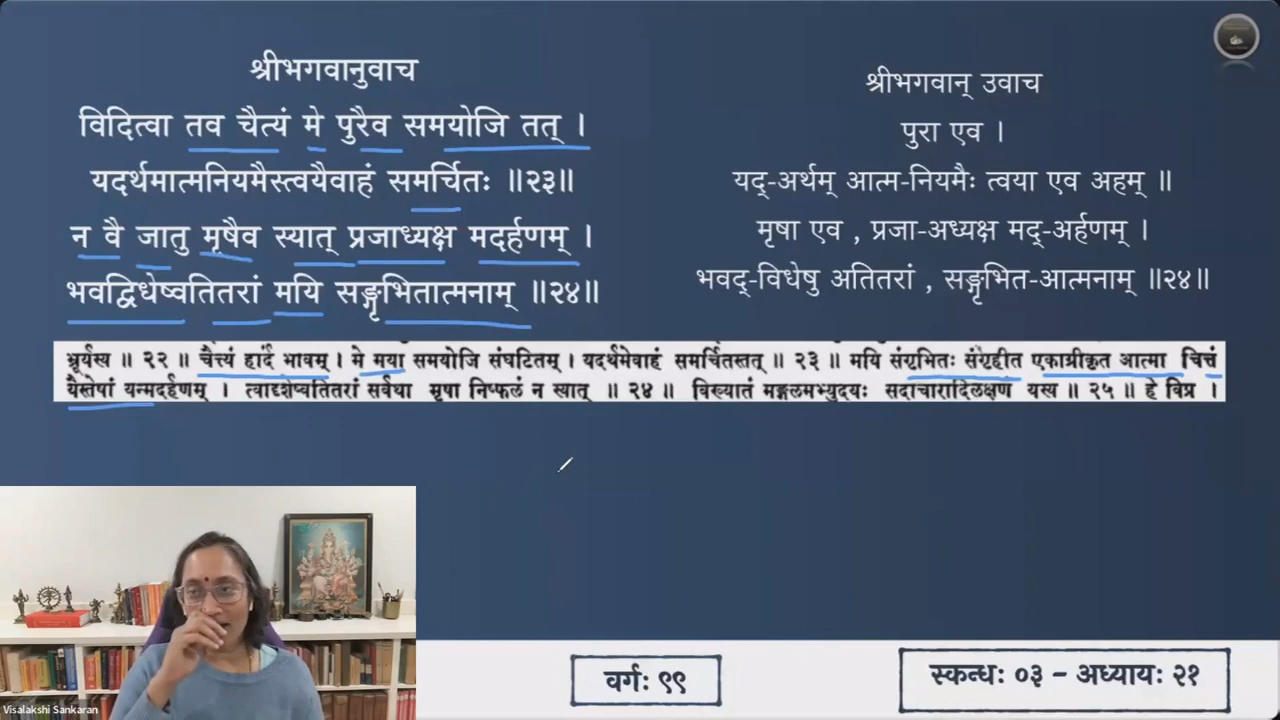 श्रीभगवानुवाच
विदित्वा तव चैत्यं मे पुरैव समयोजि तत् ।
यदर्थमात्मनियमैस्त्वयैवाहं समर्चितः ॥२३॥
न वै जातु मृषैव स्यात् प्रजाध्यक्ष मदर्हणम् ।
भवद्विधेष्वतितरां मयि सङ्गृभितात्मनाम् ॥२४॥
श्रीभगवान् उवाच
पुरा एव ।
यद्-अर्थम् आत्म-नियमैः त्वया एव अहम् ॥
मृषा एव , प्रजा-अध्यक्ष मद्-अर्हणम् ।
भवद्-विधेषु अतितरां , सङ्गृभित-आत्मनाम् ॥२४॥
भ्रूर्यस्य ॥ २२ ॥ चैत्त्यं हार्दं भावम् । मे मया समयोजि संघटितम् । यदर्थमेवाहं समर्चितस्तत् ॥ २३ ॥ मयि संगृभितः संगृहीत एकाग्रीकृत आत्मा चित्तं
यैस्तेषां यन्मदर्हणम् । त्वादृशेष्वतितरां सर्वथा मृषा निष्फलं न स्यात् ॥ २४ ॥ विख्यातं मङ्गलमभ्युदयः सदाचारादिलक्षण यस्य ॥ २५ ॥ हे विप्र ।
Visalakshi Sankaran
वर्गः ९९
स्कन्धः ०३ - अध्यायः २१